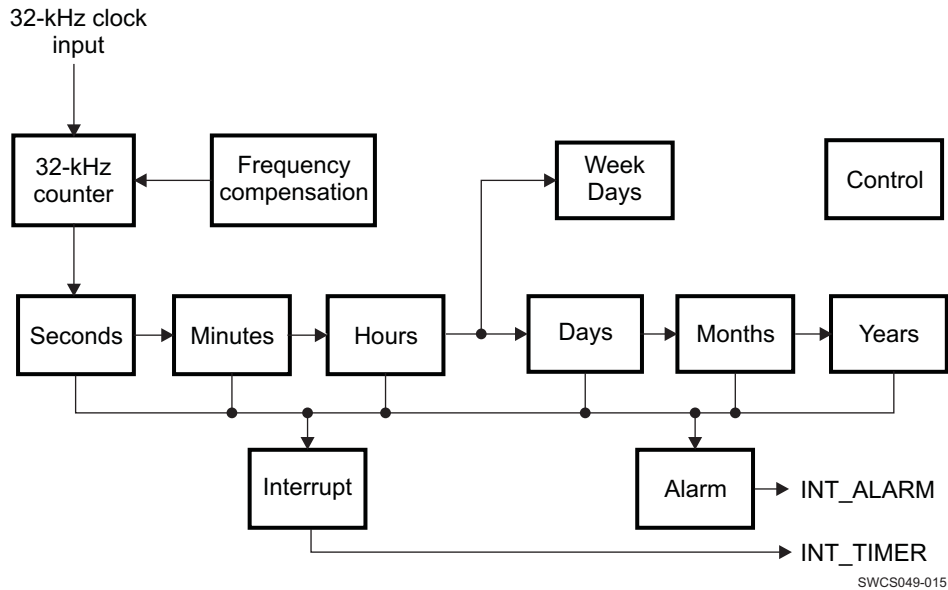 32-kHz clock
input
32-kHz
counter
Frequency
compensation
Week
Days
Control
Seconds
Minutes
Hours
Days
Months
Years
Interrupt
Alarm
INT_ALARM
INT_TIMER
SWCS049-015